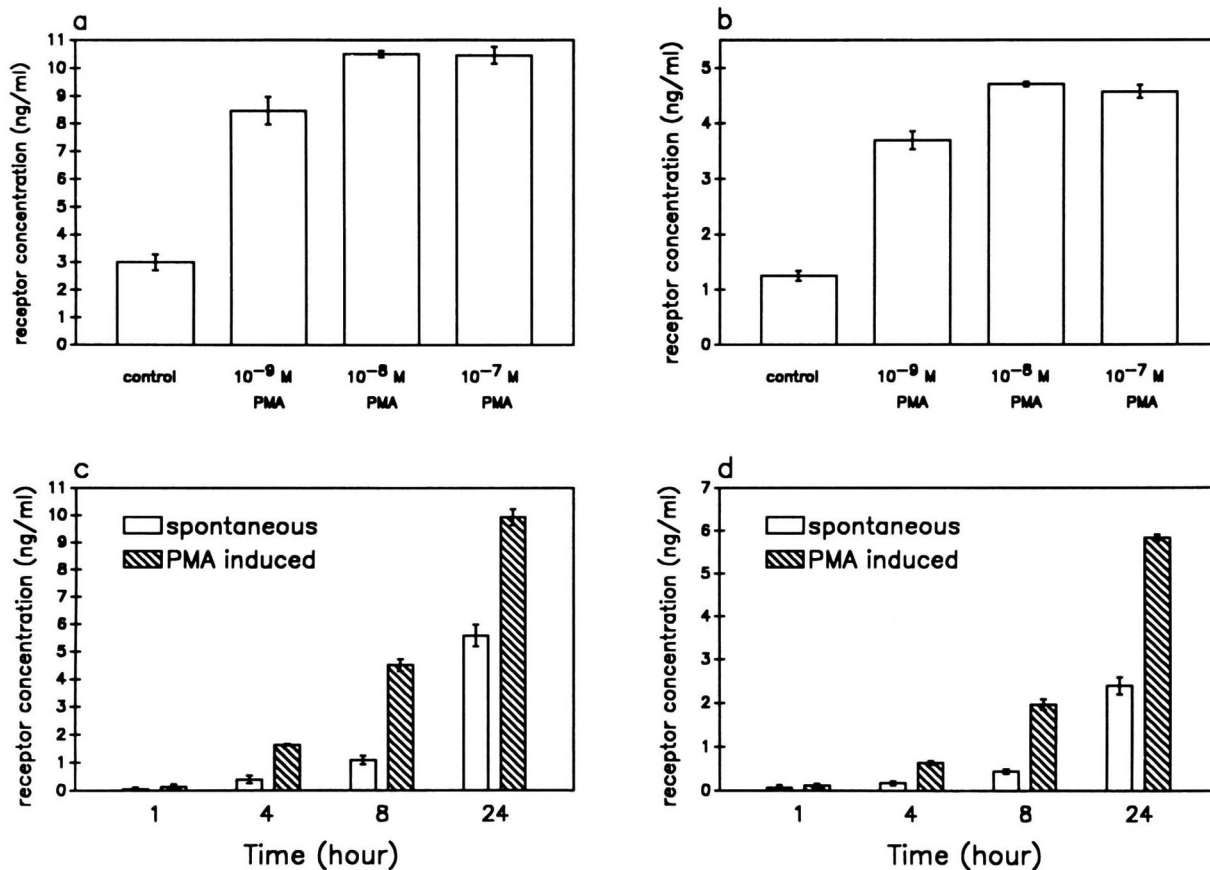 a
receptor concentration (ng/ml)
11
10
9
8
7
6
5
4
3
2
1
0
control
10⁻⁹ M PMA
10⁻⁸ M PMA
10⁻⁷ M PMA
b
receptor concentration (ng/ml)
5
4
3
2
1
0
control
10⁻⁹ M PMA
10⁻⁸ M PMA
10⁻⁷ M PMA
c
receptor concentration (ng/ml)
11
10
9
8
7
6
5
4
3
2
1
0
spontaneous
PMA induced
1 4 8 24
Time (hour)
d
receptor concentration (ng/ml)
7
6
5
4
3
2
1
0
spontaneous
PMA induced
1 4 8 24
Time (hour)